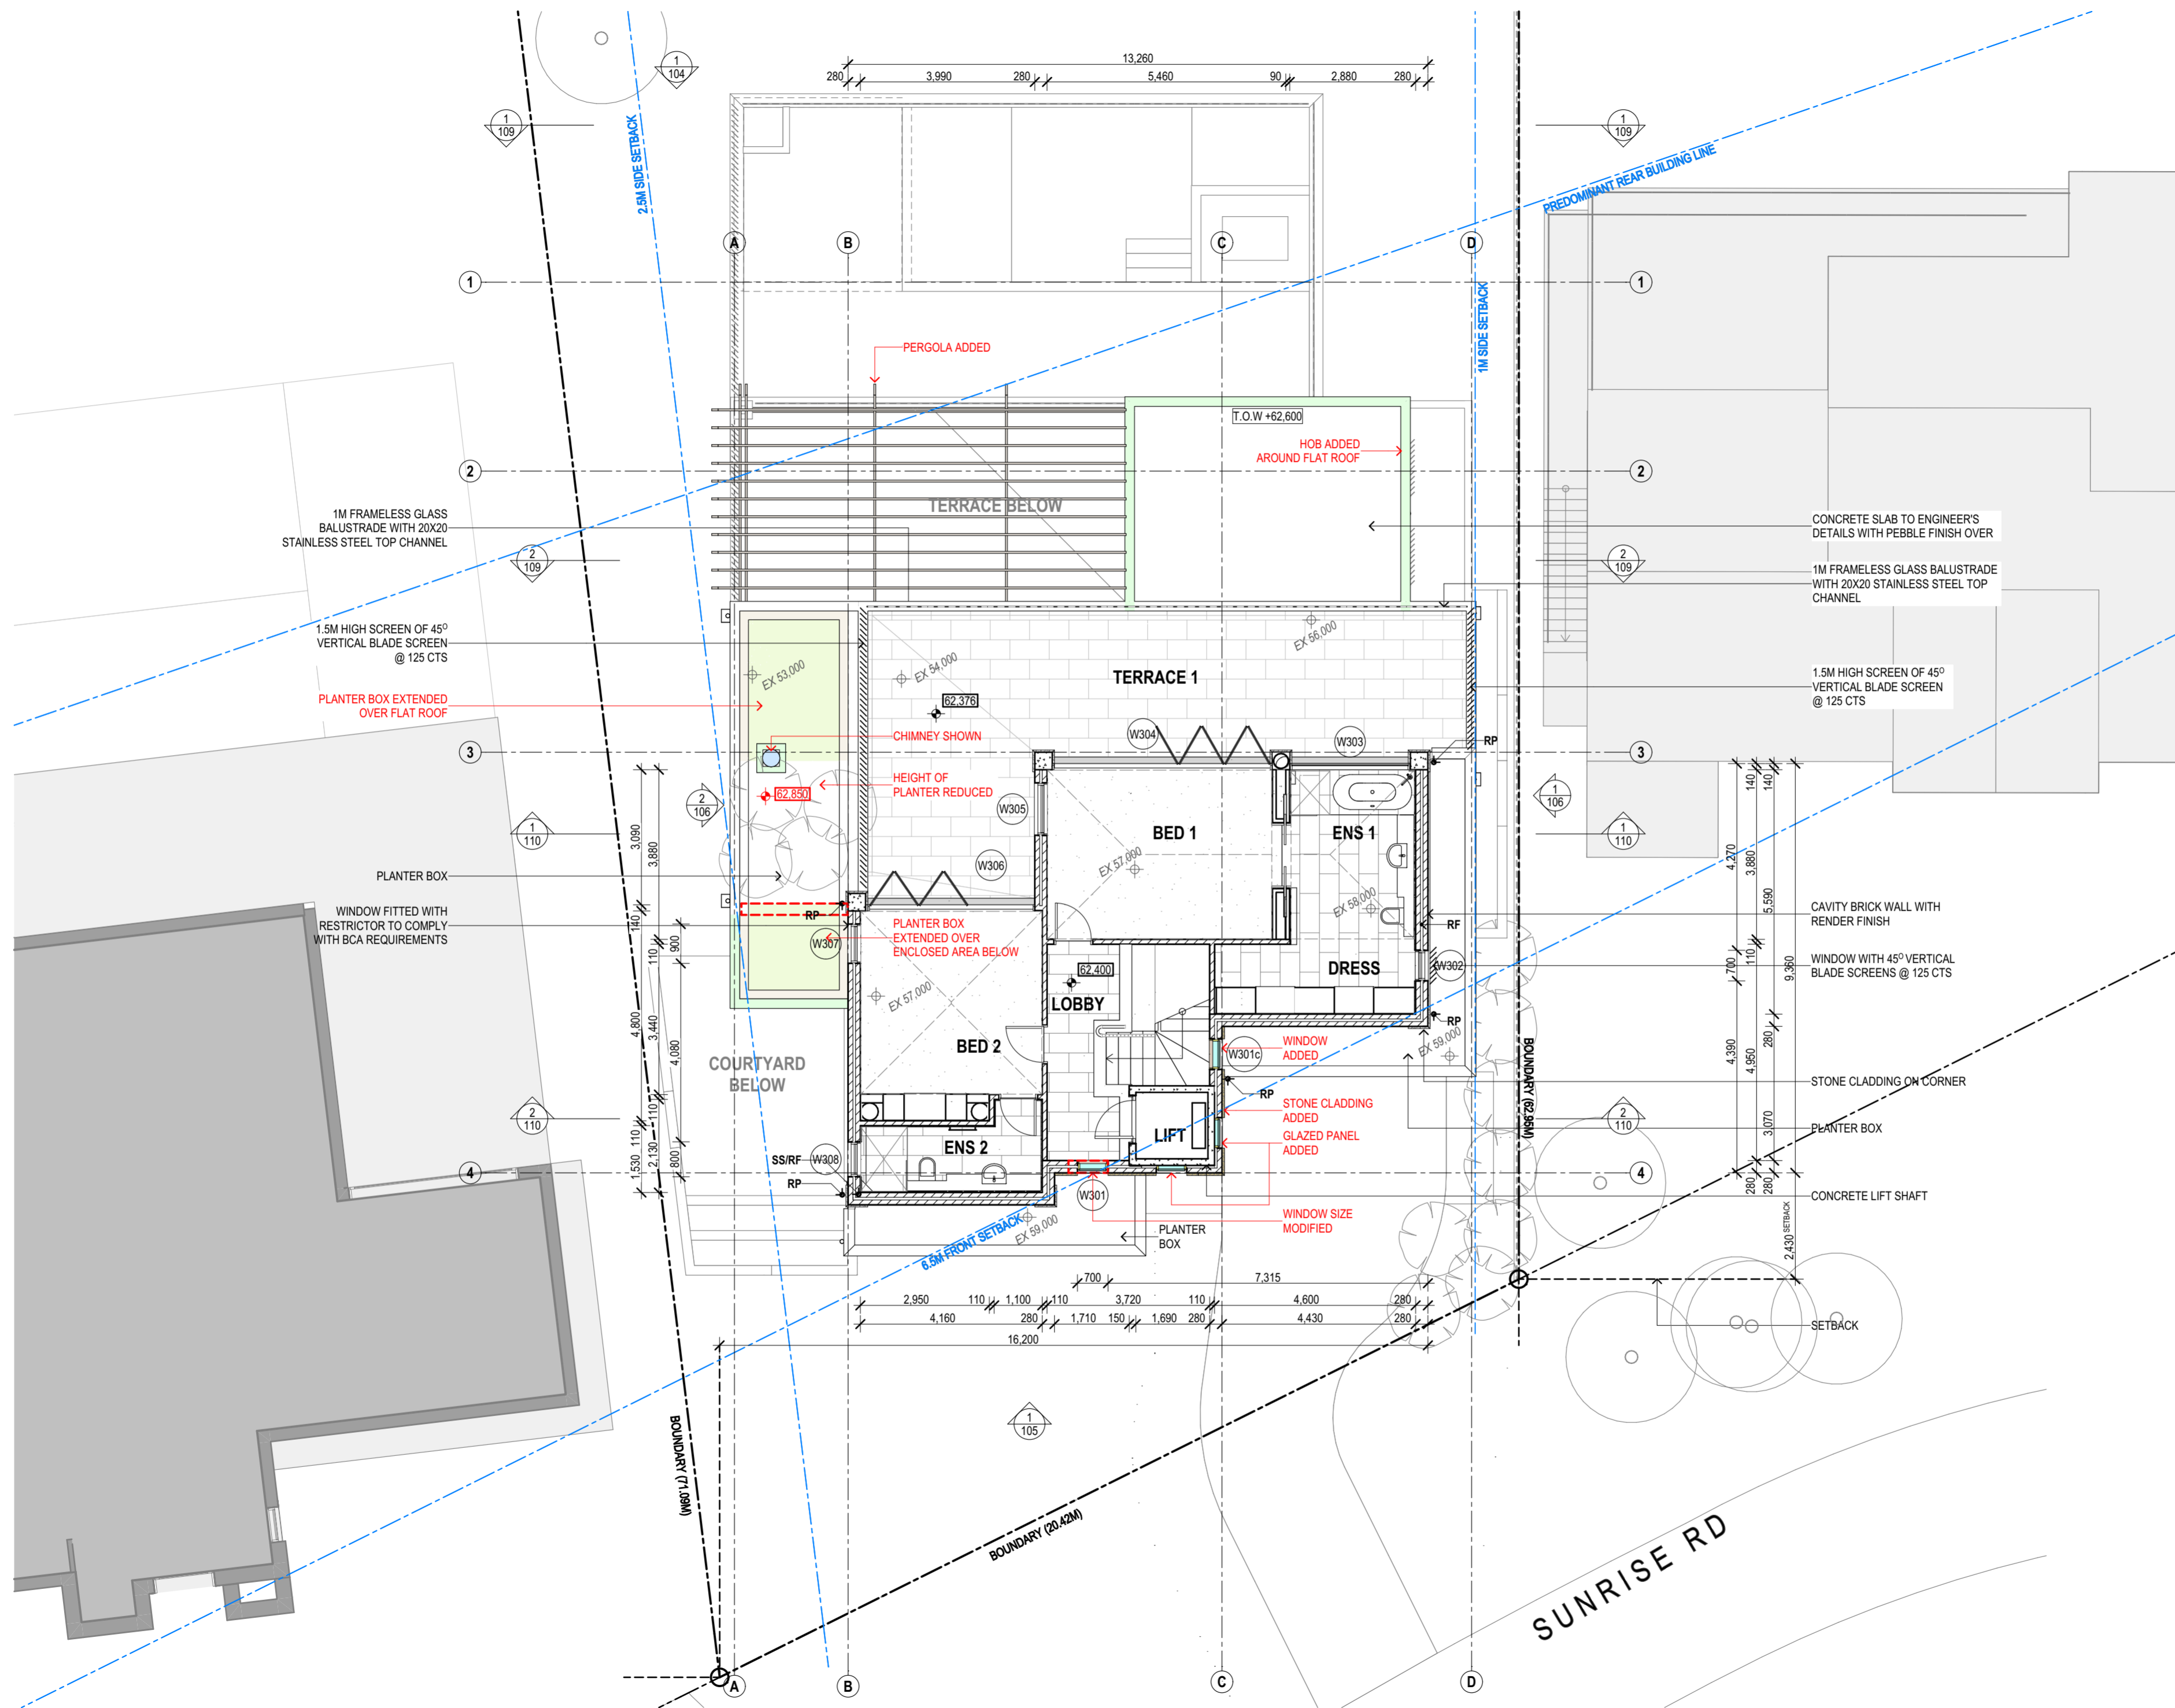 13,260
280
3,990
280
5,460
90
2,880
280
1
104
1
109
1
109
2.5M SIDE SETBACK
PREDOMINANT REAR BUILDING LINE
A
B
C
D
1
1
1M SIDE SETBACK
PERGOLA ADDED
T.O.W +62,600
HOB ADDED
AROUND FLAT ROOF
2
2
TERRACE BELOW
1M FRAMELESS GLASS
BALUSTRADE WITH 20X20
STAINLESS STEEL TOP CHANNEL
CONCRETE SLAB TO ENGINEER'S
DETAILS WITH PEBBLE FINISH OVER
2
109
2
109
1M FRAMELESS GLASS BALUSTRADE
WITH 20X20 STAINLESS STEEL TOP
CHANNEL
1.5M HIGH SCREEN OF 45O
VERTICAL BLADE SCREEN
@ 125 CTS
EX 53,000
EX 54,000
EX 56,000
TERRACE 1
1.5M HIGH SCREEN OF 45O
VERTICAL BLADE SCREEN
@ 125 CTS
PLANTER BOX EXTENDED
OVER FLAT ROOF
62,376
CHIMNEY SHOWN
W304
W303
RP
3
3
HEIGHT OF
PLANTER REDUCED
62,850
2
106
1
106
W305
BED 1
ENS 1
1
110
1
110
EX 57,000
W306
EX 58,000
PLANTER BOX
WINDOW FITTED WITH
RESTRICTOR TO COMPLY
WITH BCA REQUIREMENTS
RP
W307
PLANTER BOX
EXTENDED OVER
ENCLOSED AREA BELOW
RF
CAVITY BRICK WALL WITH
RENDER FINISH
62,400
LOBBY
DRESS
W302
WINDOW WITH 45O VERTICAL
BLADE SCREENS @ 125 CTS
EX 57,000
RP
EX 59,000
BED 2
W301c
WINDOW
ADDED
COURTYARD
BELOW
STONE CLADDING ON CORNER
RP
STONE CLADDING
ADDED
GLAZED PANEL
ADDED
2
110
2
110
PLANTER BOX
LIFT
ENS 2
SS/RF
W308
RP
4
4
W301
CONCRETE LIFT SHAFT
WINDOW SIZE
MODIFIED
EX 59,000
PLANTER
BOX
6.5M FRONT SETBACK
3,090
3,880
140
110
900
4,800
3,440
4,080
110
110
1,530
2,130
800
140
140
4,270
3,880
5,590
9,360
700
110
280
4,390
4,950
3,070
280
280
2,430 SETBACK
BOUNDARY (62.955M)
700
7,315
2,950
110
1,100
110
3,720
110
4,600
280
4,160
280
1,710
150
1,690
280
4,430
280
16,200
SETBACK
1
105
BOUNDARY (71.09M)
BOUNDARY (20.42M)
SUNRISE RD
A
B
C
D